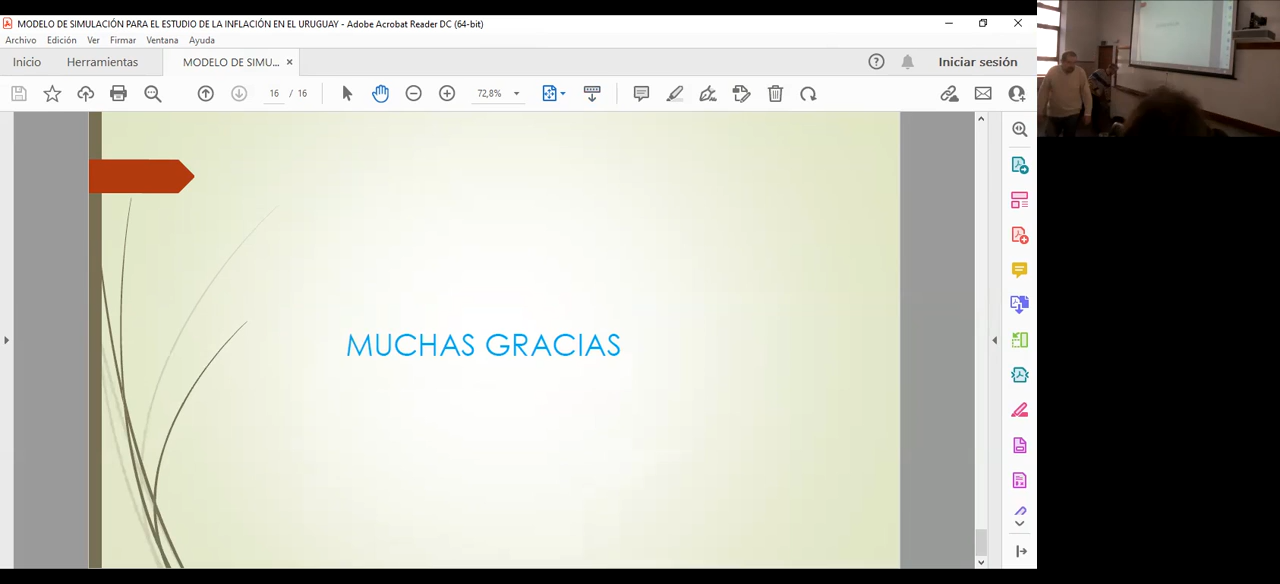 MODELO DE SIMULACIÓN PARA EL ESTUDIO DE LA INFLACIÓN EN EL URUGUAY - Adobe Acrobat Reader DC (64-bit)
Archivo Edición Ver Firmar Ventana Ayuda
Inicio Herramientas MODELO DE SIMU... Iniciar sesión
16 / 16 72,8%
MUCHAS GRACIAS